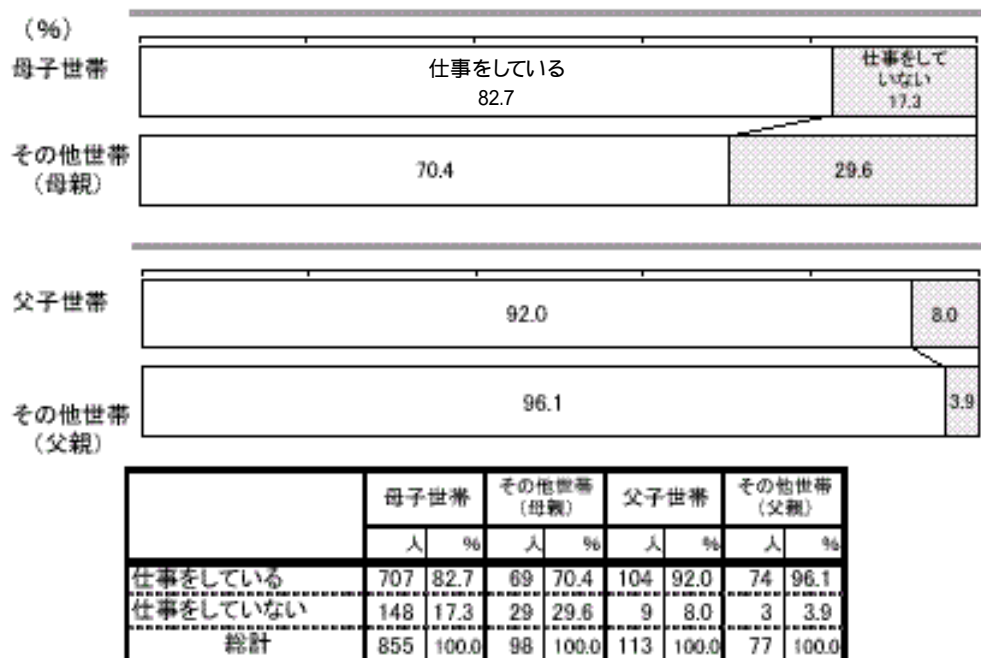 （%）
母子世帯
仕事をしている
82.7
仕事をして
いない
17.3
その他世帯
（母親）
70.4
29.6
父子世帯
92.0
8.0
その他世帯
（父親）
96.1
3.9
母子世帯 その他世帯（母親） 父子世帯 その他世帯（父親）
人 % 人 % 人 % 人 %
仕事をしている 707 82.7 69 70.4 104 92.0 74 96.1
仕事をしていない 148 17.3 29 29.6 9 8.0 3 3.9
総計 855 100.0 98 100.0 113 100.0 77 100.0